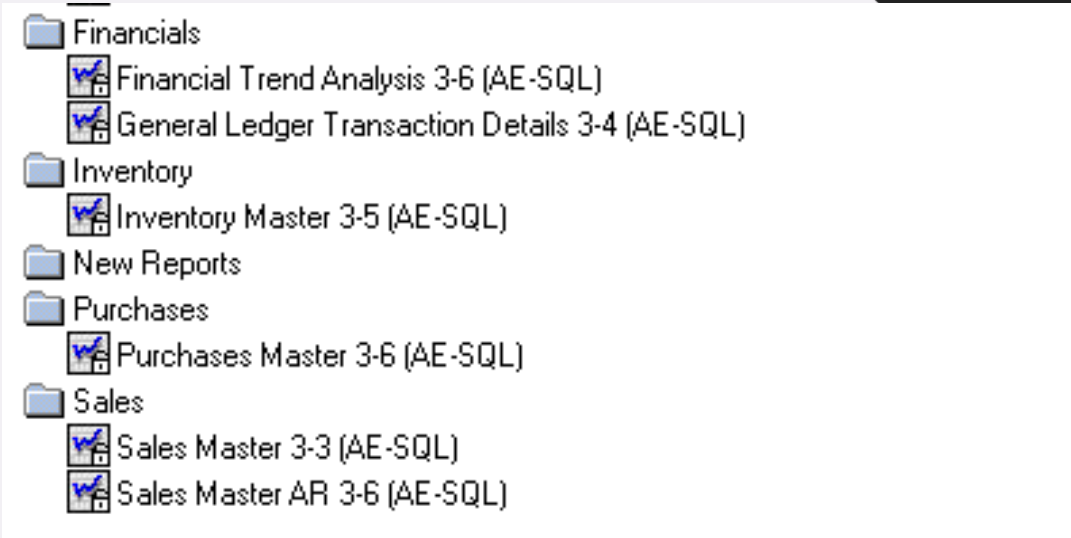 Financials
Financial Trend Analysis 3-6 (AE-SQL)
General Ledger Transaction Details 3-4 (AE-SQL)
Inventory
Inventory Master 3-5 (AE-SQL)
New Reports
Purchases
Purchases Master 3-6 (AE-SQL)
Sales
Sales Master 3-3 (AE-SQL)
Sales Master AR 3-6 (AE-SQL)